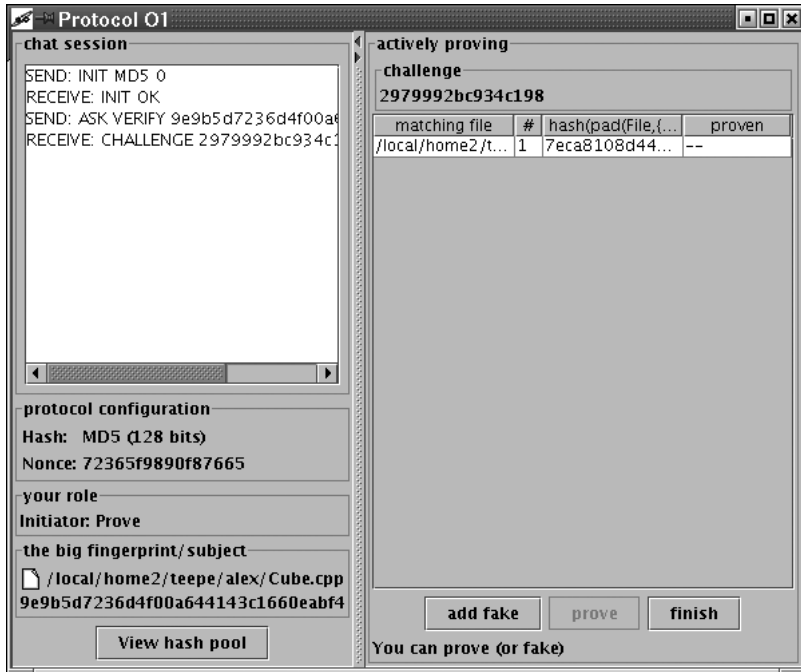 Protocol O1
chat session
SEND: INIT MD5 0
RECEIVE: INIT OK
SEND: ASK VERIFY 9e9b5d7236d4f00a6
RECEIVE: CHALLENGE 2979992bc934c1
protocol configuration
Hash: MD5 (128 bits)
Nonce: 72365f9890f87665
your role
Initiator: Prove
the big fingerprint/subject
/local/home2/teepe/alex/Cube.cpp
9e9b5d7236d4f00a644143c1660eabf4
View hash pool
actively proving
challenge
2979992bc934c198
matching file # hash(pad(File,{... proven
/local/home2/t... 1 7eca8108d44... --
add fake prove finish
You can prove (or fake)